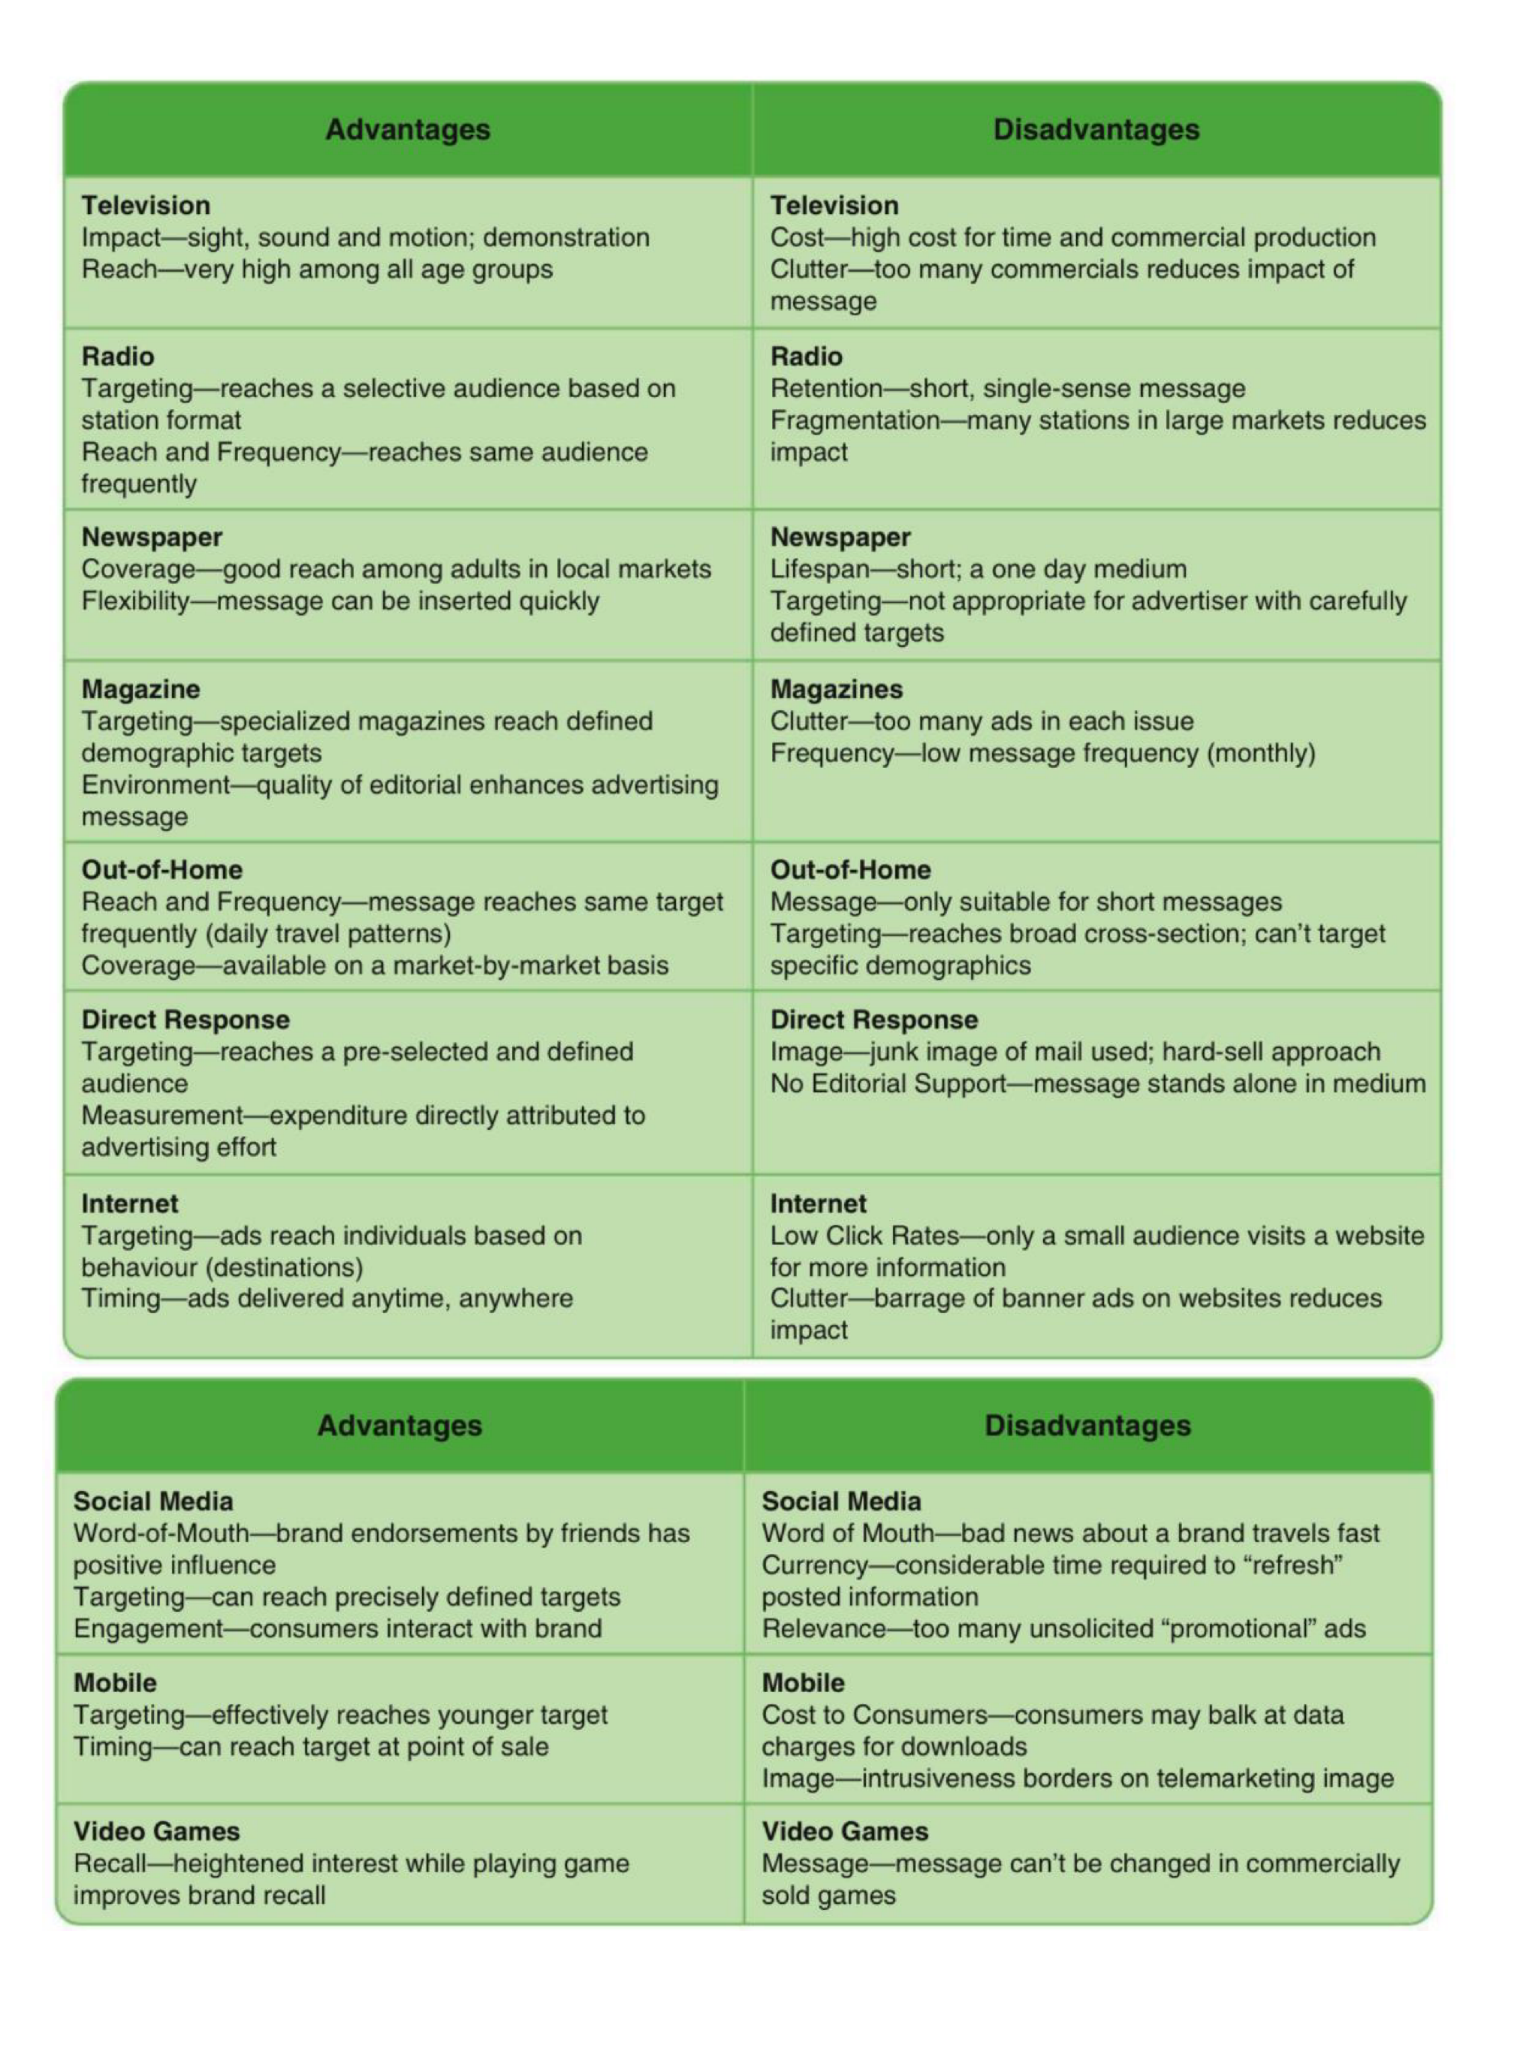 Advantages
Disadvantages
Television
Impact—sight, sound and motion; demonstration
Reach—very high among all age groups
Television
Cost—high cost for time and commercial production
Clutter—too many commercials reduces impact of
message
Radio
Targeting—reaches a selective audience based on
station format
Reach and Frequency—reaches same audience
frequently
Radio
Retention—short, single-sense message
Fragmentation—many stations in large markets reduces
impact
Newspaper
Coverage—good reach among adults in local markets
Flexibility—message can be inserted quickly
Newspaper
Lifespan—short; a one day medium
Targeting—not appropriate for advertiser with carefully
defined targets
Magazine
Targeting—specialized magazines reach defined
demographic targets
Environment—quality of editorial enhances advertising
message
Magazines
Clutter—too many ads in each issue
Frequency—low message frequency (monthly)
Out-of-Home
Reach and Frequency—message reaches same target
frequently (daily travel patterns)
Coverage—available on a market-by-market basis
Out-of-Home
Message—only suitable for short messages
Targeting—reaches broad cross-section; can't target
specific demographics
Direct Response
Targeting—reaches a pre-selected and defined
audience
Measurement—expenditure directly attributed to
advertising effort
Direct Response
Image—junk image of mail used; hard-sell approach
No Editorial Support—message stands alone in medium
Internet
Targeting—ads reach individuals based on
behaviour (destinations)
Timing—ads delivered anytime, anywhere
Internet
Low Click Rates—only a small audience visits a website
for more information
Clutter—barrage of banner ads on websites reduces
impact
Advantages
Disadvantages
Social Media
Word-of-Mouth—brand endorsements by friends has
positive influence
Targeting—can reach precisely defined targets
Engagement—consumers interact with brand
Social Media
Word of Mouth—bad news about a brand travels fast
Currency—considerable time required to “refresh”
posted information
Relevance—too many unsolicited “promotional” ads
Mobile
Targeting—effectively reaches younger target
Timing—can reach target at point of sale
Mobile
Cost to Consumers—consumers may balk at data
charges for downloads
Image—intrusiveness borders on telemarketing image
Video Games
Recall—heightened interest while playing game
improves brand recall
Video Games
Message—message can't be changed in commercially
sold games